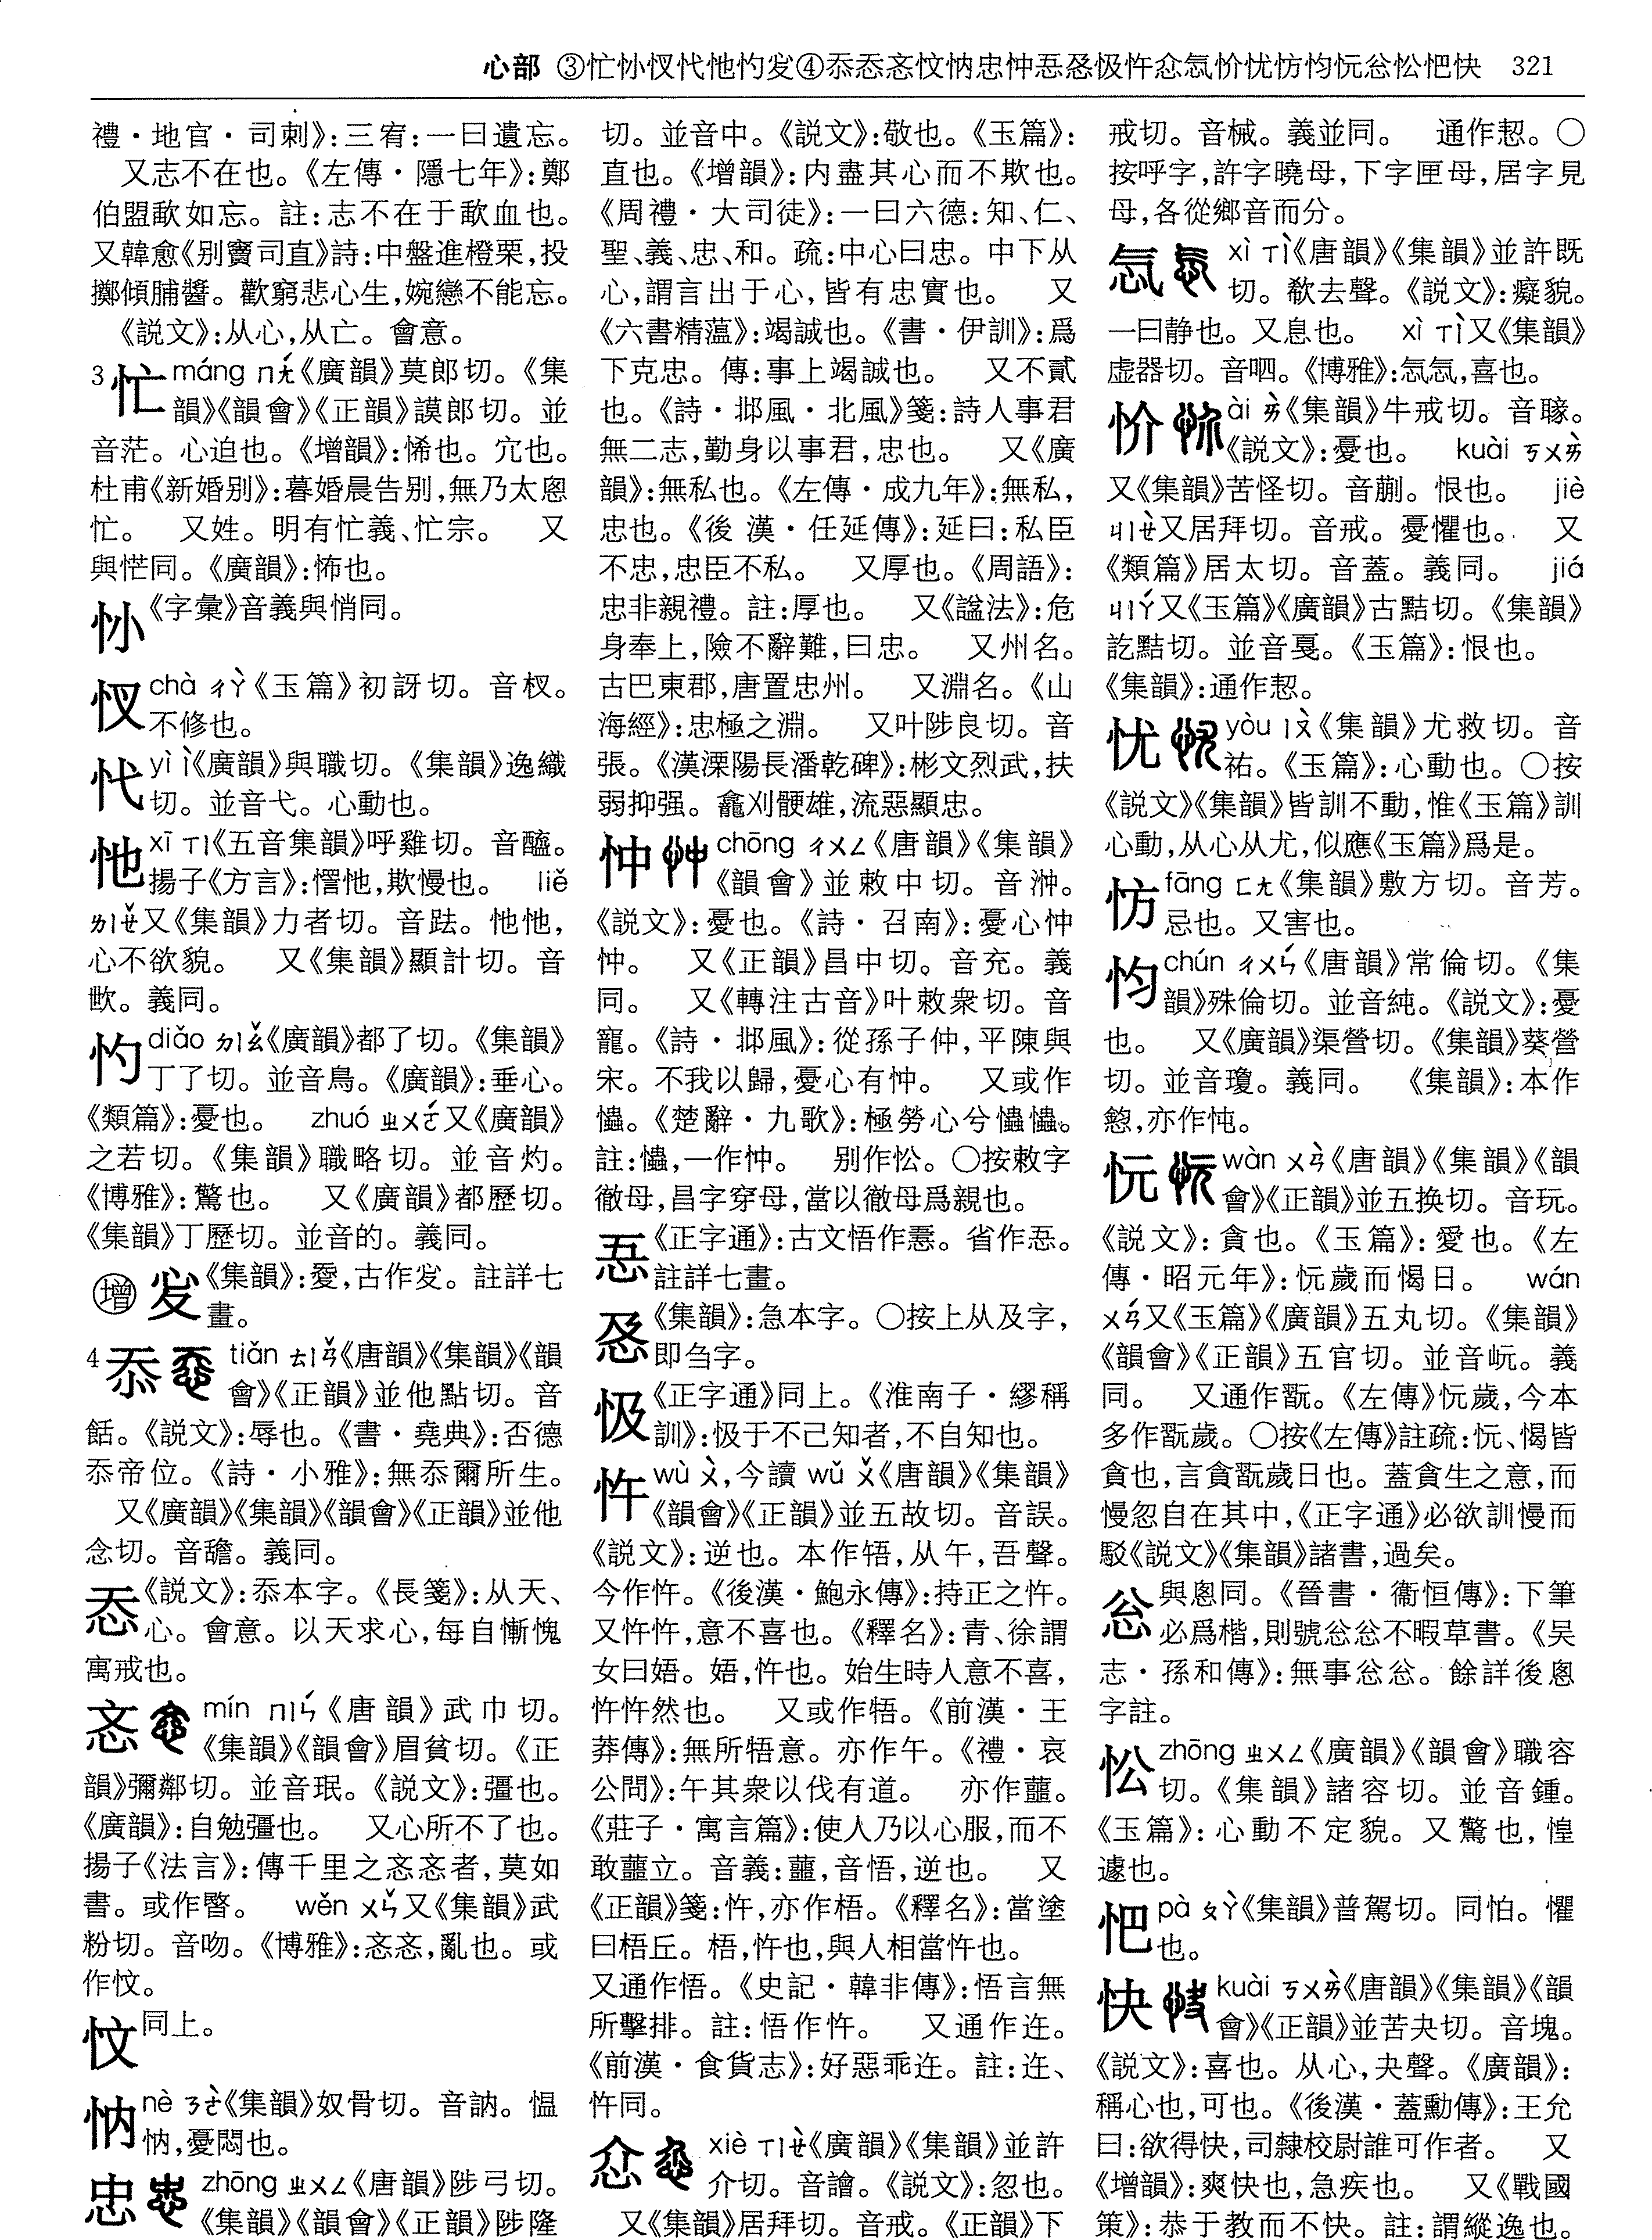 心部 ③忙㣺忊忕忚忇㤅④忝忎忞忟忦忠忡㤇忣忣忤忿忥忦忧㤃㤐忨忩忪㤕快 321
禮·地官·司刺》:三宥:一曰遺忘。
又志不在也。《左傳·隱七年》:鄭
伯盟歃如忘。註:志不在于歃血也。
又韓愈《别竇司直》詩:中盤進橙栗,投
擲傾脯醬。歡窮悲心生,婉戀不能忘。
《説文》:从心,从亡。會意。
3 忙 máng ㄇㄤˊ《廣韻》莫郎切。《集
韻》《韻會》《正韻》謨郎切。並
音茫。心迫也。《增韻》:悕也。宂也。
杜甫《新婚别》:暮婚晨告别,無乃太悤
忙。 又姓。明有忙義、忙宗。 又
與恾同。《廣韻》:怖也。
《字彙》音義與悄同。
chà ㄔㄚˋ《玉篇》初訝切。音杈。
不修也。
忕 yì ㄧˋ《廣韻》與職切。《集韻》逸織
切。並音弋。心動也。
忚 xī ㄒㄧ《五音集韻》呼雞切。音醯。
揚子《方言》:㦟忚,欺慢也。 liě
ㄌㄧㄝˇ又《集韻》力者切。音跓。忚忚,
心不欲貌。 又《集韻》顯計切。音
㰥。義同。
忇 diǎo ㄉㄧㄠˇ《廣韻》都了切。《集韻》
丁了切。並音鳥。《廣韻》:垂心。
《類篇》:憂也。 zhuó ㄓㄨㄛˊ又《廣韻》
之若切。《集韻》職略切。並音灼。
《博雅》:驚也。 又《廣韻》都歷切。
《集韻》丁歷切。並音的。義同。
增 《集韻》:愛,古作㤅。註詳七
畫。
4 忝 tiǎn ㄊㄧㄢˇ《唐韻》《集韻》《韻
會》《正韻》並他點切。音
餂。《説文》:辱也。《書·堯典》:否德
忝帝位。《詩·小雅》:無忝爾所生。
又《廣韻》《集韻》《韻會》《正韻》並他
念切。音㮇。義同。
《説文》:忝本字。《長箋》:从天、
心。會意。以天求心,每自慚愧
寓戒也。
忞 mín ㄇㄧㄣˊ《唐韻》武巾切。
《集韻》《韻會》眉貧切。《正
韻》彌鄰切。並音珉。《説文》:彊也。
《廣韻》:自勉彊也。 又心所不了也。
揚子《法言》:傳千里之忞忞者,莫如
書。或作暋。 wěn ㄨㄣˇ又《集韻》武
粉切。音吻。《博雅》:忞忞,亂也。或
作忟。
忟 同上。
㕯 nè ㄋㄜˋ《集韻》奴骨切。音訥。愠
㕯,憂悶也。
忠 zhōng ㄓㄨㄥ《唐韻》陟弓切。
《集韻》《韻會》《正韻》陟隆
切。並音中。《説文》:敬也。《玉篇》:
直也。《增韻》:内盡其心而不欺也。
《周禮·大司徒》:一曰六德:知、仁、
聖、義、忠、和。疏:中心曰忠。中下从
心,謂言出于心,皆有忠實也。 又
《六書精蕰》:竭誠也。《書·伊訓》:爲
下克忠。傳:事上竭誠也。 又不貳
也。《詩·邶風·北風》箋:詩人事君
無二志,勤身以事君,忠也。 又《廣
韻》:無私也。《左傳·成九年》:無私,
忠也。《後漢·任延傳》:延曰:私臣
不忠,忠臣不私。 又厚也。《周語》:
忠非親禮。註:厚也。 又《諡法》:危
身奉上,險不辭難,曰忠。 又州名。
古巴東郡,唐置忠州。 又淵名。《山
海經》:忠極之淵。 又叶陟良切。音
張。《漢溧陽長潘乾碑》:彬文烈武,扶
弱抑强。龕刈骾雄,流惡顯忠。
忡 chōng ㄔㄨㄥ《唐韻》《集韻》
《韻會》並敕中切。音浺。
《説文》:憂也。《詩·召南》:憂心忡
忡。 又《正韻》昌中切。音充。義
同。 又《轉注古音》叶敕衆切。音
寵。《詩·邶風》:從孫子仲,平陳與
宋。不我以歸,憂心有忡。 又或作
㦀。《楚辭·九歌》:極勞心兮㦀㦀。
註:㦀,一作忡。 别作忪。○按敕字
徹母,昌字穿母,當以徹母爲親也。
《正字通》:古文悟作㥁。省作㤇。
註詳七畫。
《集韻》:急本字。○按上从及字,
即刍字。
忣 《正字通》同上。《淮南子·繆稱
訓》:忣于不己知者,不自知也。
忤 wù ㄨˋ,今讀 wǔ ㄨˇ《唐韻》《集韻》
《韻會》《正韻》並五故切。音誤。
《説文》:逆也。本作啎,从午,吾聲。
今作忤。《後漢·鮑永傳》:持正之忤。
又忤忤,意不喜也。《釋名》:青、徐謂
女曰娪。娪,忤也。始生時人意不喜,
忤忤然也。 又或作牾。《前漢·王
莽傳》:無所牾意。亦作午。《禮·哀
公問》:午其衆以伐有道。 亦作蘁。
《莊子·寓言篇》:使人乃以心服,而不
敢蘁立。音義:蘁,音悟,逆也。 又
《正韻》箋:忤,亦作梧。《釋名》:當塗
曰梧丘。梧,忤也,與人相當忤也。
又通作悟。《史記·韓非傳》:悟言無
所擊排。註:悟作忤。 又通作迕。
《前漢·食貨志》:好惡乖迕。註:迕、
忤同。
xiè ㄒㄧㄝˋ《廣韻》《集韻》並許
介切。音譮。《説文》:忽也。
又《集韻》居拜切。音戒。《正韻》下
戒切。音械。義並同。 通作恝。○
按呼字,許字曉母,下字匣母,居字見
母,各從鄉音而分。
忥 xì ㄒㄧˋ《唐韻》《集韻》並許既
切。欷去聲。《説文》:癡貌。
一曰静也。又息也。 xì ㄒㄧˋ又《集韻》
虚器切。音呬。《博雅》:忥忥,喜也。
忦 ài ㄞˋ《集韻》牛戒切。音䁗。
《説文》:憂也。 kuài ㄎㄨㄞˋ
又《集韻》苦怪切。音蒯。恨也。 jiè
ㄐㄧㄝˋ又居拜切。音戒。憂懼也。 又
《類篇》居太切。音蓋。義同。 jiá
ㄐㄧㄚˊ又《玉篇》《廣韻》古黠切。《集韻》
訖黠切。並音戛。《玉篇》:恨也。
《集韻》:通作恝。
忧 yòu ㄧㄡˋ《集韻》尤救切。音
祐。《玉篇》:心動也。○按
《説文》《集韻》皆訓不動,惟《玉篇》訓
心動,从心从尤,似應《玉篇》爲是。
fāng ㄈㄤ《集韻》敷方切。音芳。
忌也。又害也。
chún ㄔㄨㄣˊ《唐韻》常倫切。《集
韻》殊倫切。並音純。《説文》:憂
也。 又《廣韻》渠營切。《集韻》葵營
切。並音瓊。義同。 《集韻》:本作
㥯,亦作忳。
忨 wàn ㄨㄢˋ《唐韻》《集韻》《韻
會》《正韻》並五换切。音玩。
《説文》:貪也。《玉篇》:愛也。《左
傳·昭元年》:忨歲而愒日。 wán
ㄨㄢˊ又《玉篇》《廣韻》五丸切。《集韻》
《韻會》《正韻》五官切。並音岏。義
同。 又通作翫。《左傳》忨歲,今本
多作翫歲。○按《左傳》註疏:忨、愒皆
貪也,言貪翫歲日也。蓋貪生之意,而
慢忽自在其中,《正字通》必欲訓慢而
駁《説文》《集韻》諸書,過矣。
忩 與悤同。《晉書·衞恒傳》:下筆
必爲楷,則號忩忩不暇草書。《吴
志·孫和傳》:無事忩忩。餘詳後悤
字註。
忪 zhōng ㄓㄨㄥ《廣韻》《韻會》職容
切。《集韻》諸容切。並音鍾。
《玉篇》:心動不定貌。又驚也,惶
遽也。
pà ㄆㄚˋ《集韻》普駕切。同怕。懼
也。
快 kuài ㄎㄨㄞˋ《唐韻》《集韻》《韻
會》《正韻》並苦夬切。音塊。
《説文》:喜也。从心,夬聲。《廣韻》:
稱心也,可也。《後漢·蓋勳傳》:王允
曰:欲得快,司隸校尉誰可作者。 又
《增韻》:爽快也,急疾也。 又《戰國
策》:恭于教而不快。註:謂縱逸也。